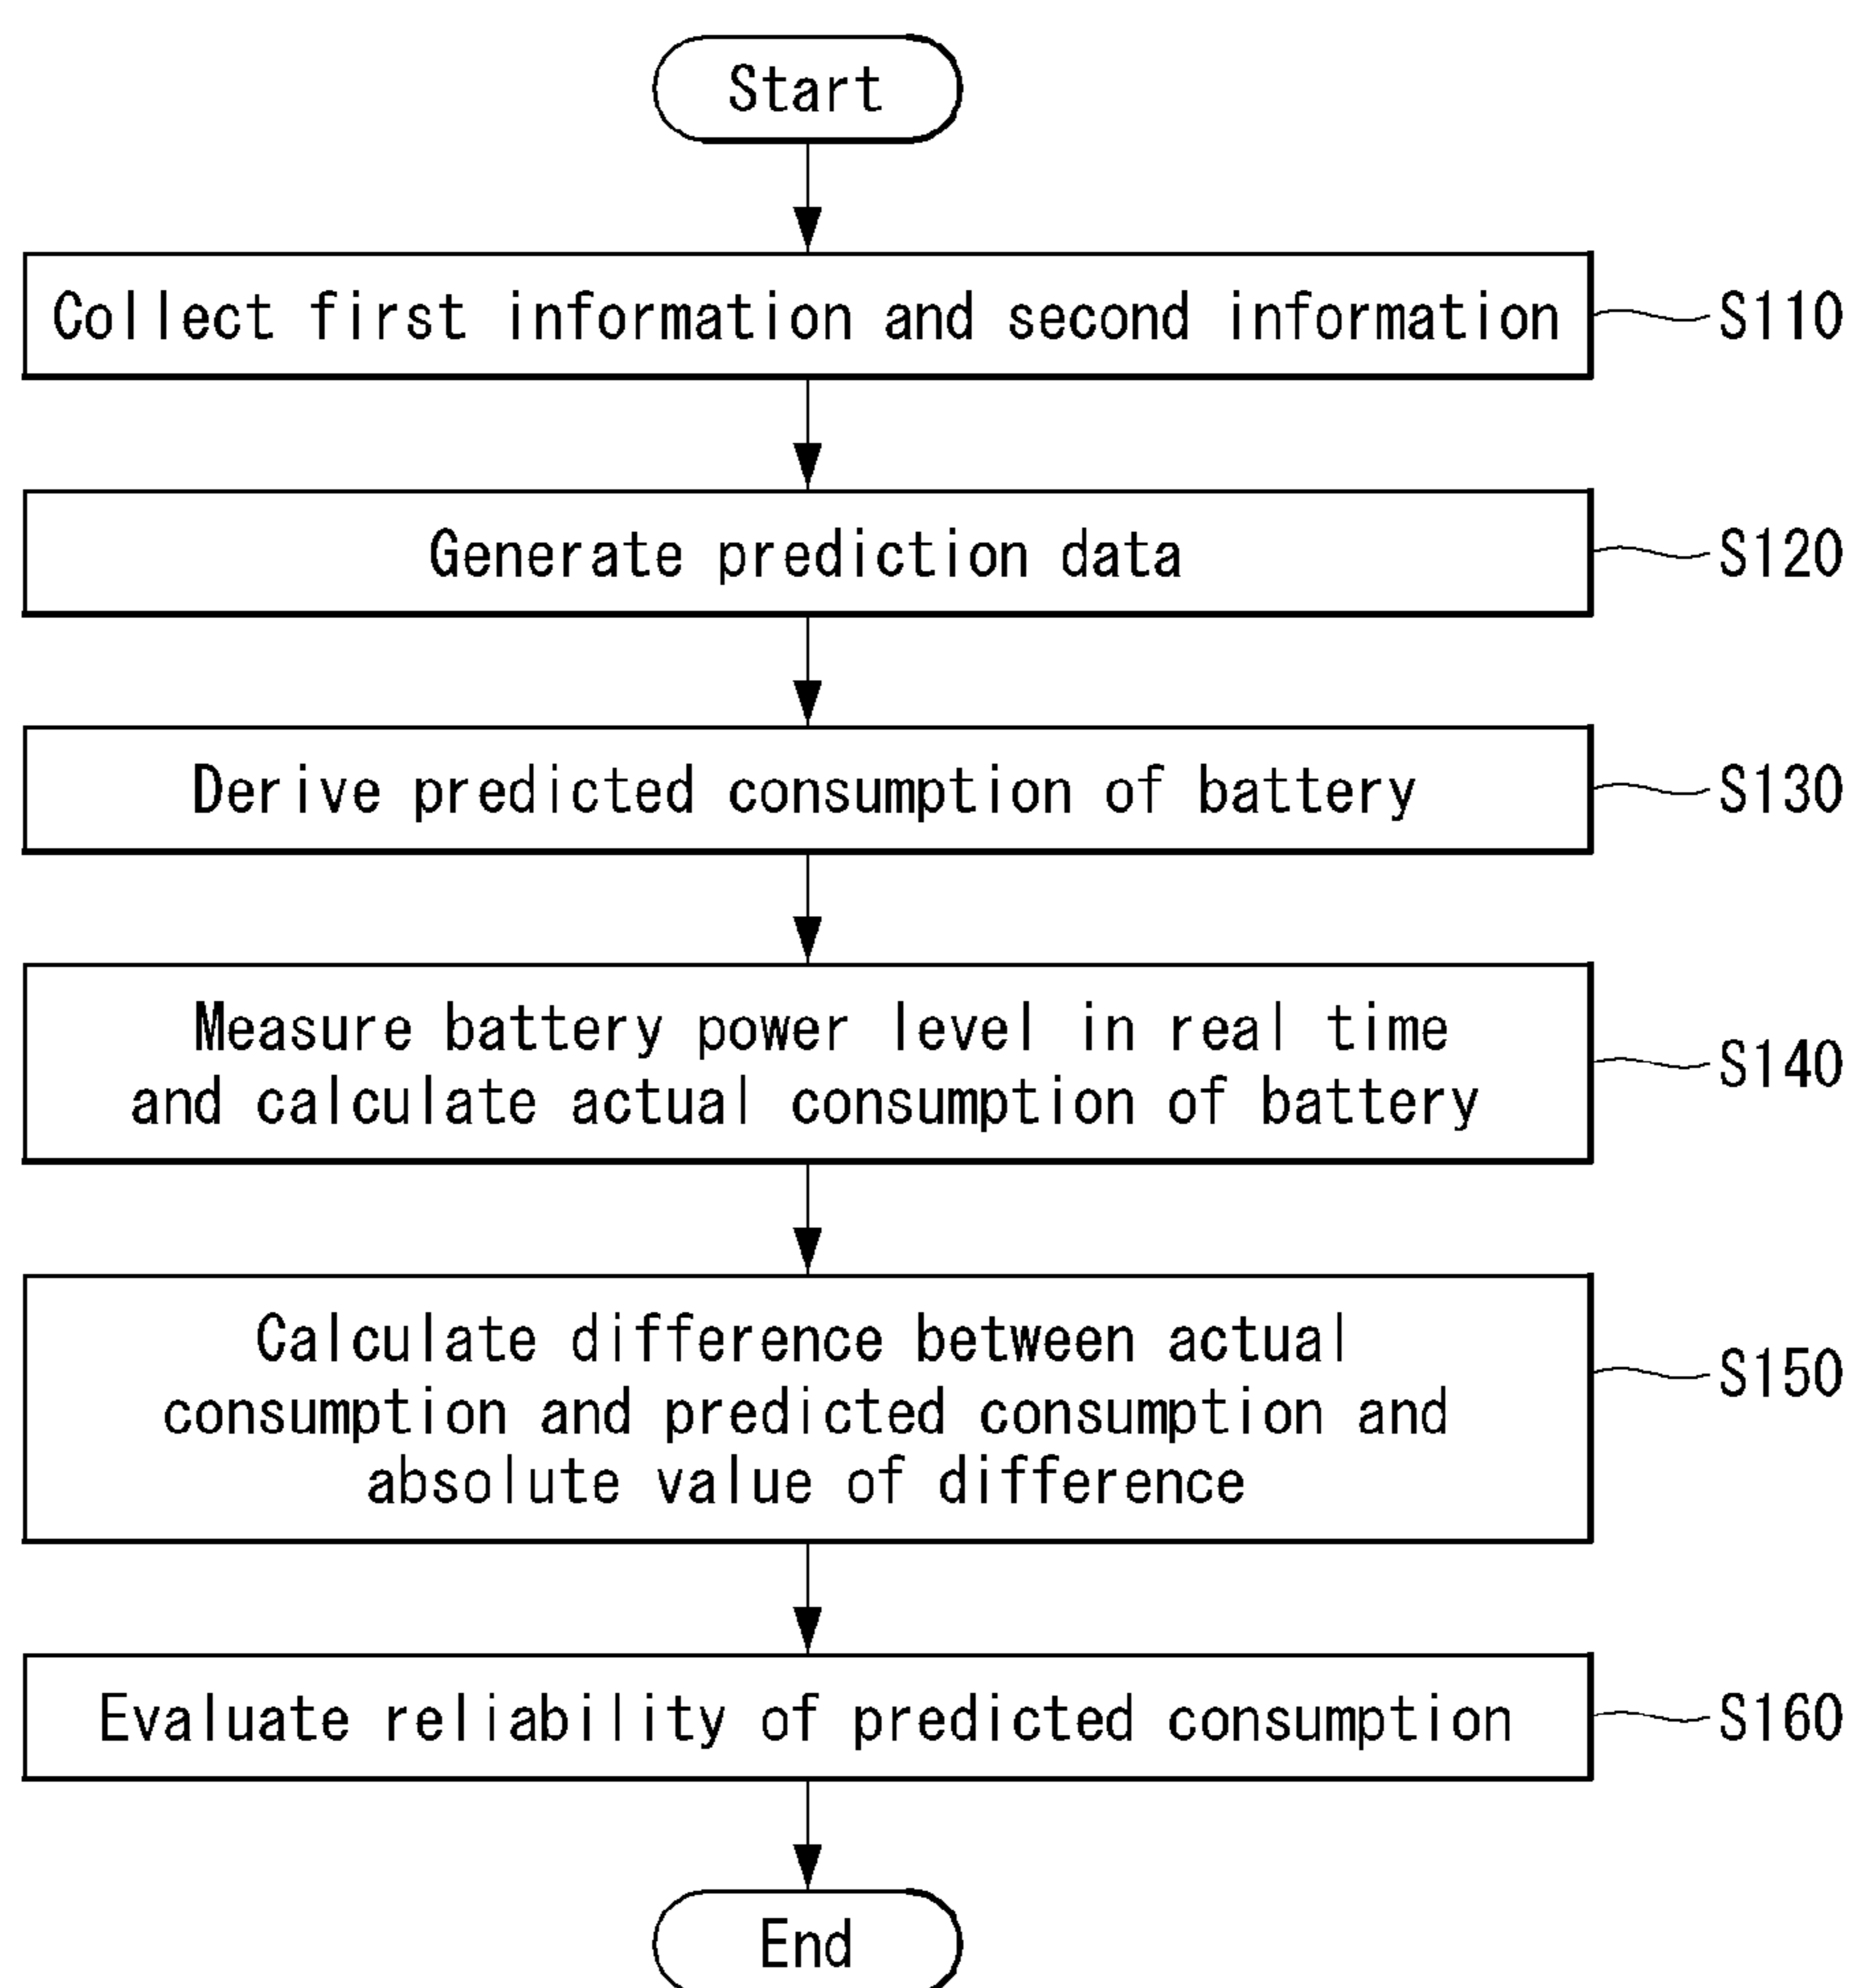 Start
Collect first information and second information
S110
Generate prediction data
S120
Derive predicted consumption of battery
S130
Measure battery power level in real time
and calculate actual consumption of battery
S140
Calculate difference between actual
consumption and predicted consumption and
absolute value of difference
S150
Evaluate reliability of predicted consumption
S160
End